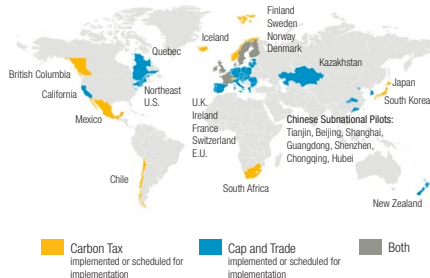 Finland
Sweden
Norway
Denmark
Iceland
Quebec
Kazakhstan
British Columbia
California
Northeast
U.S.
Mexico
U.K.
Ireland
France
Switzerland
E.U.
Japan
South Korea
Chinese Subnational Pilots:
Tianjin, Beijing, Shanghai,
Guangdong, Shenzhen,
Chongqing, Hubei
Chile
South Africa
New Zealand
Carbon Tax
implemented or scheduled for
implementation
Cap and Trade
implemented or scheduled for
implementation
Both